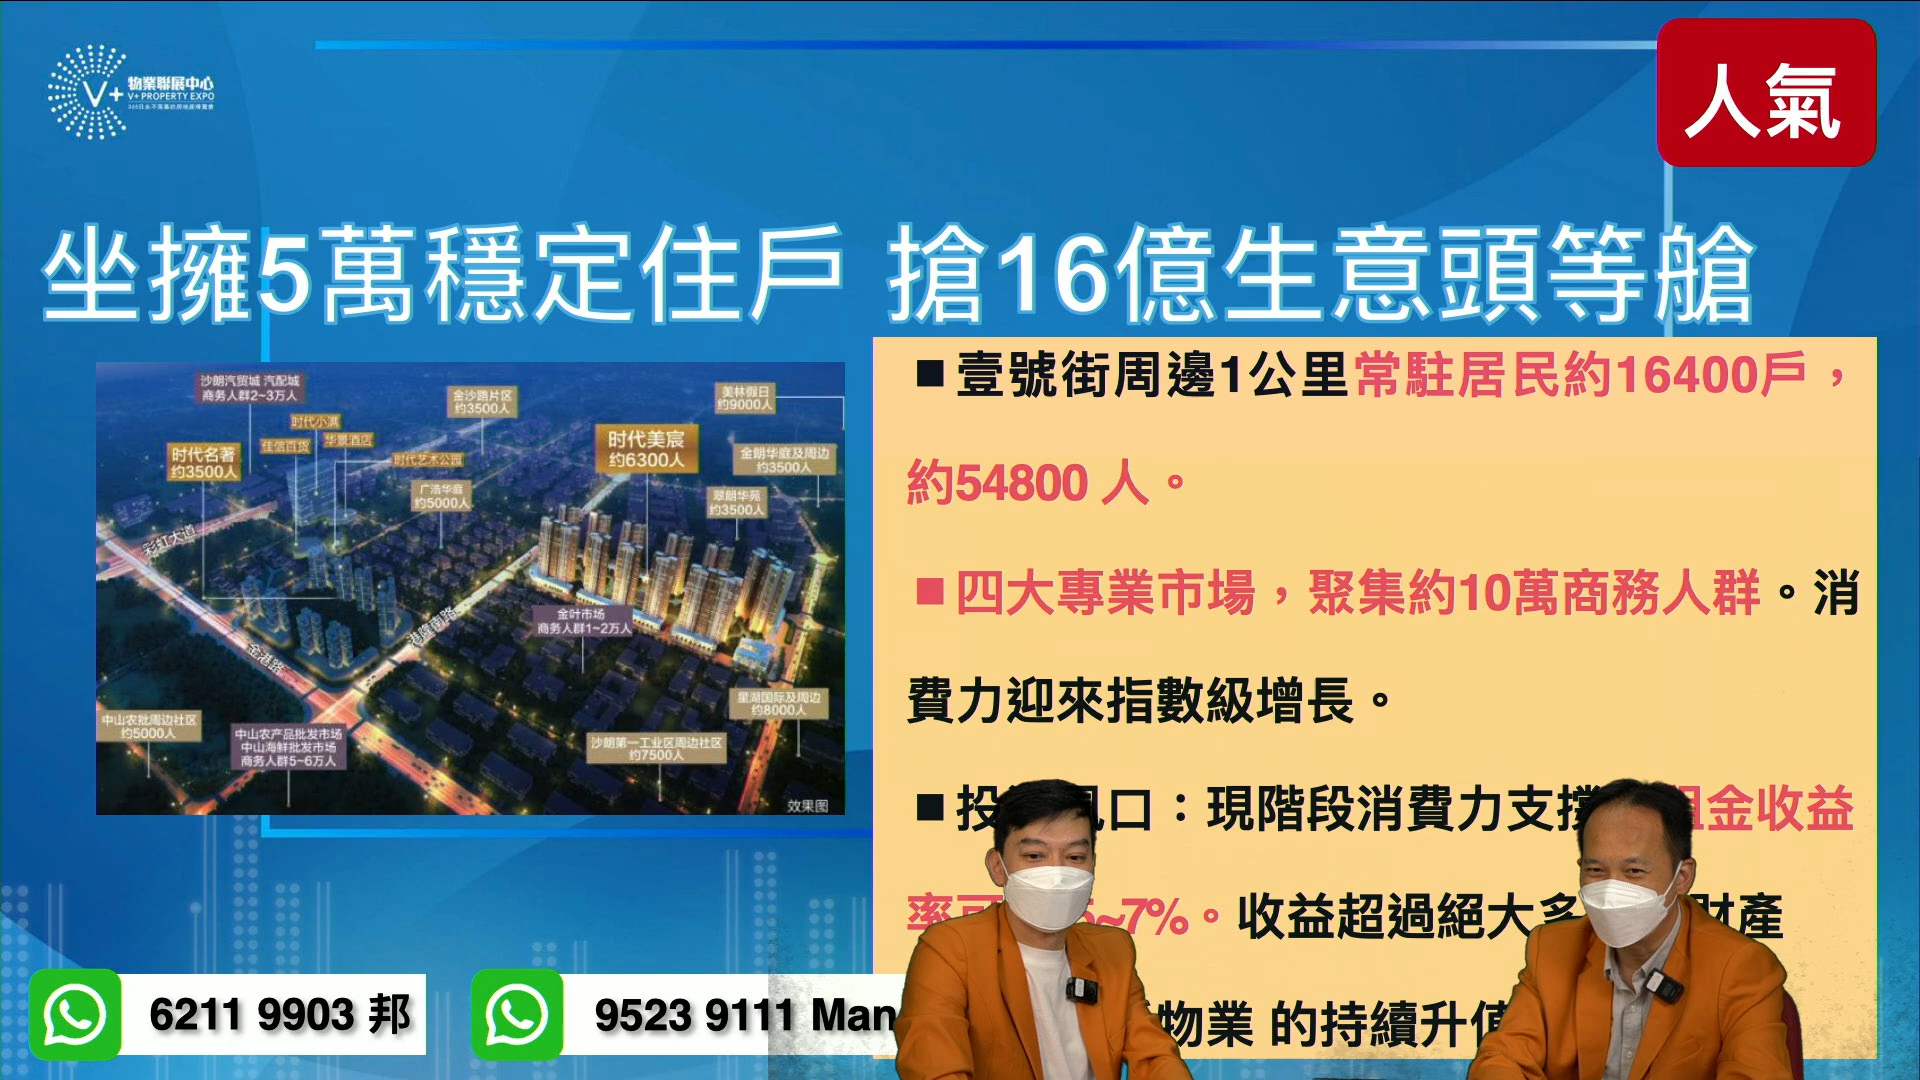 物業聯展中心
V+ PROPERTY EXPO
人氣
坐擁5萬穩定住戶 搶16億生意頭等艙
沙朗汽贸城 汽配城
商务人群2~3万人
时代小满
佳信百货
华景酒店
时代名著
约3500人
金沙路片区
约3500人
时代艺术公园
广浩华庭
约5000人
时代美宸
约6300人
美林假日
约9000人
金朗华庭及周边
约3500人
翠朗华苑
约3500人
彩虹大道
港隆南路
金港路
金叶市场
商务人群1~2万人
中山农批周边社区
约5000人
中山农产品批发市场
中山海鲜批发市场
商务人群5~6万人
沙朗第一工业区周边社区
约7500人
星湖国际及周边
约8000人
效果图
■壹號街周邊1公里常駐居民約16400戶，
約54800 人。
■四大專業市場，聚集約10萬商務人群。消
費力迎來指數級增長。
■投 風口：現階段消費力支撐 租金收益
率可 5~7%。收益超過絕大多 財產
物業 的持續升值
6211 9903 邦
9523 9111 Man